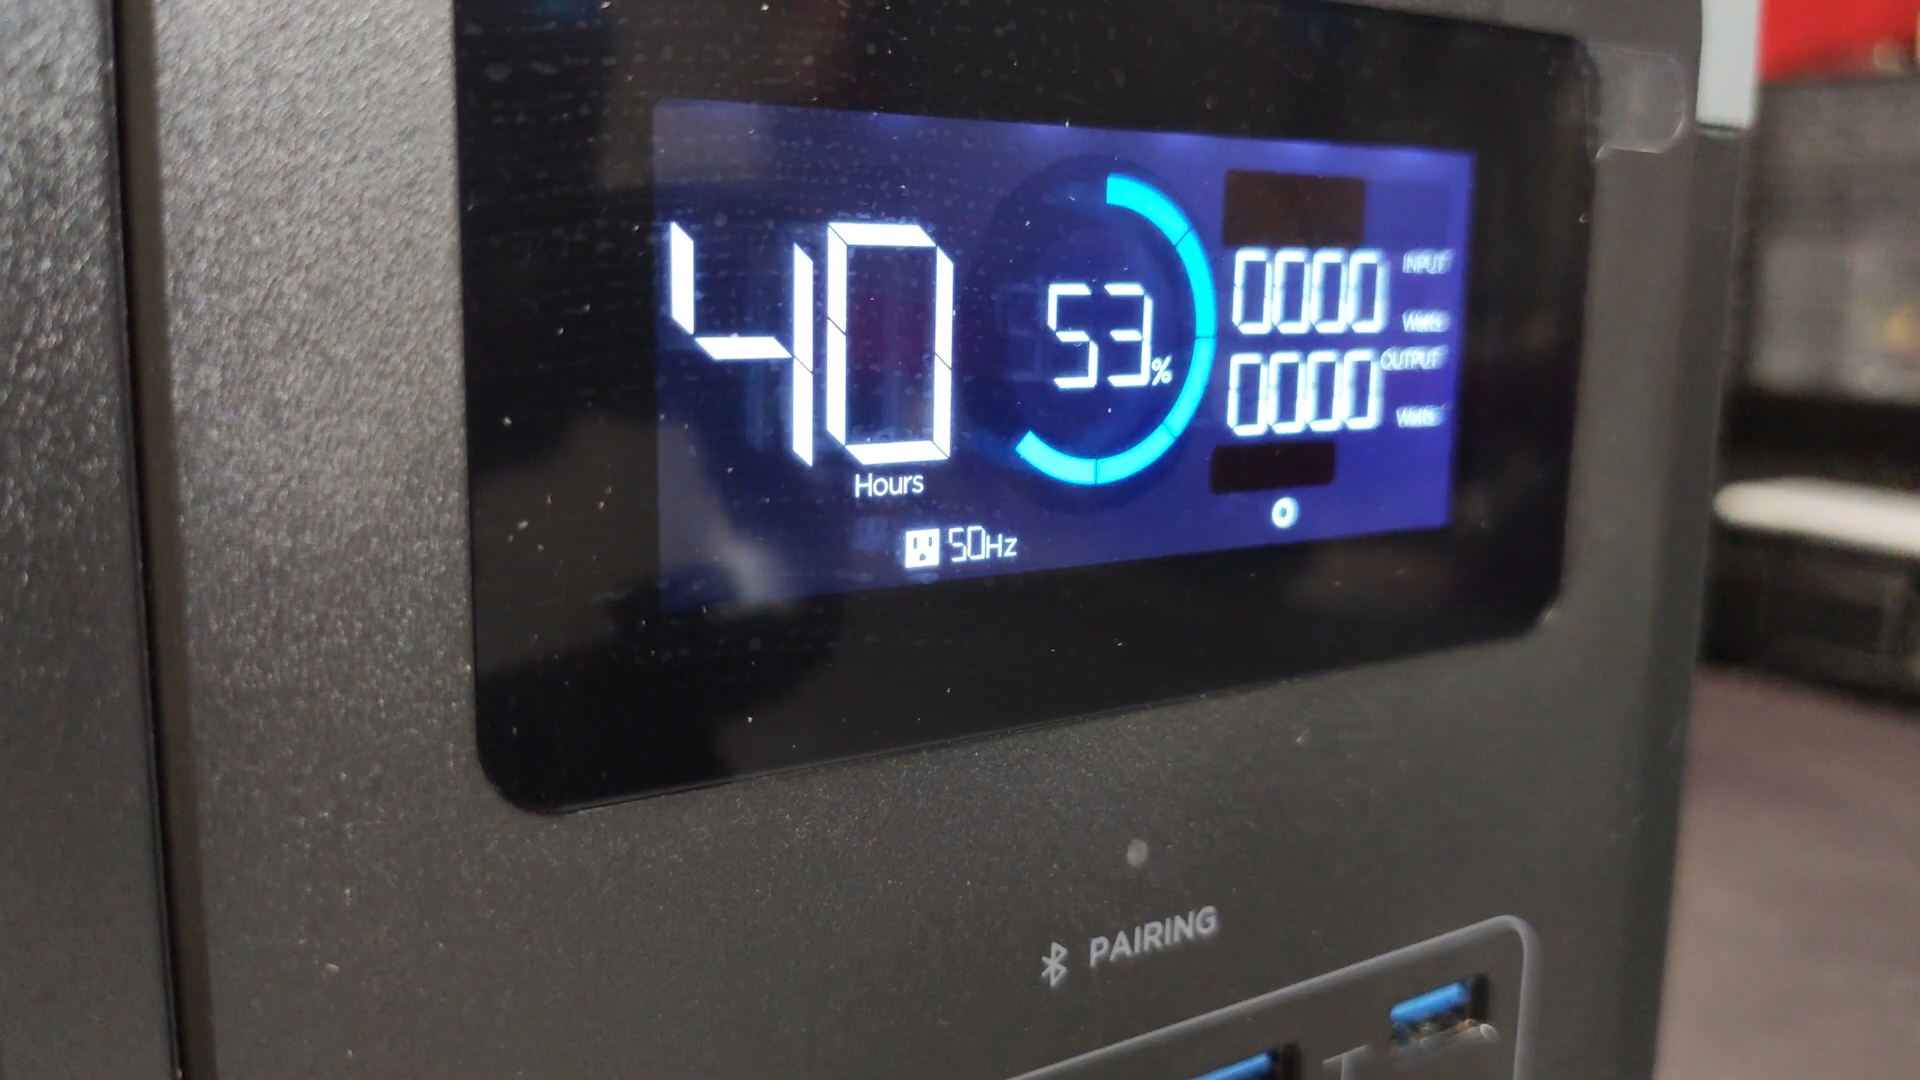 40
Hours
50Hz
53%
0000 INPUT
Watts
0000 OUTPUT
Watts
PAIRING